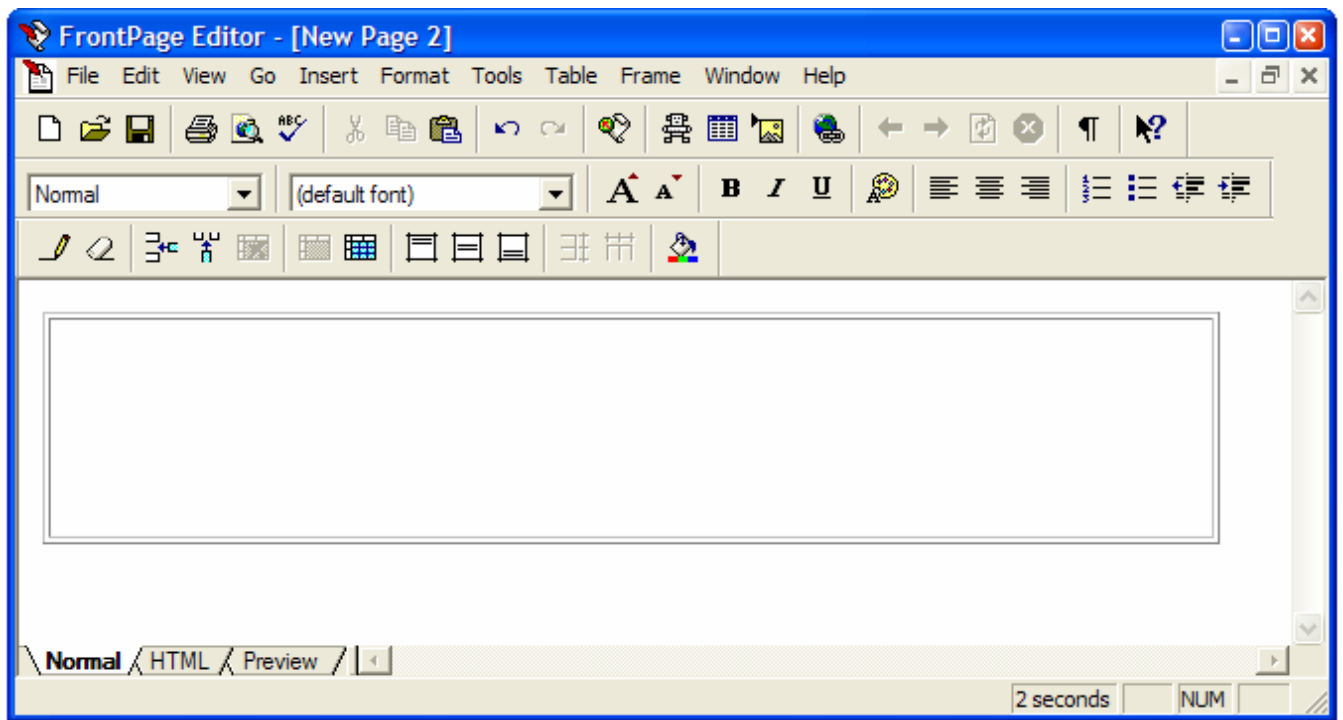 FrontPage Editor - [New Page 2]
File Edit View Go Insert Format Tools Table Frame Window Help
ABC
Normal (default font) A A B I U
Normal HTML Preview
2 seconds NUM